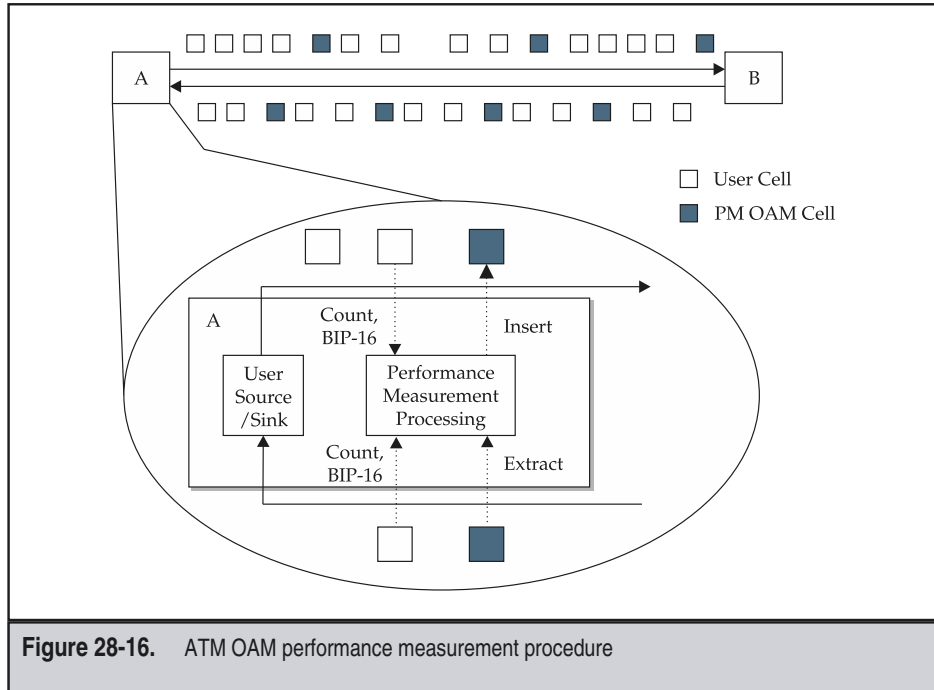 A
B
User Cell
PM OAM Cell
A
Count,
BIP-16
Insert
User
Source
/Sink
Performance
Measurement
Processing
Count,
BIP-16
Extract
Figure 28-16. ATM OAM performance measurement procedure